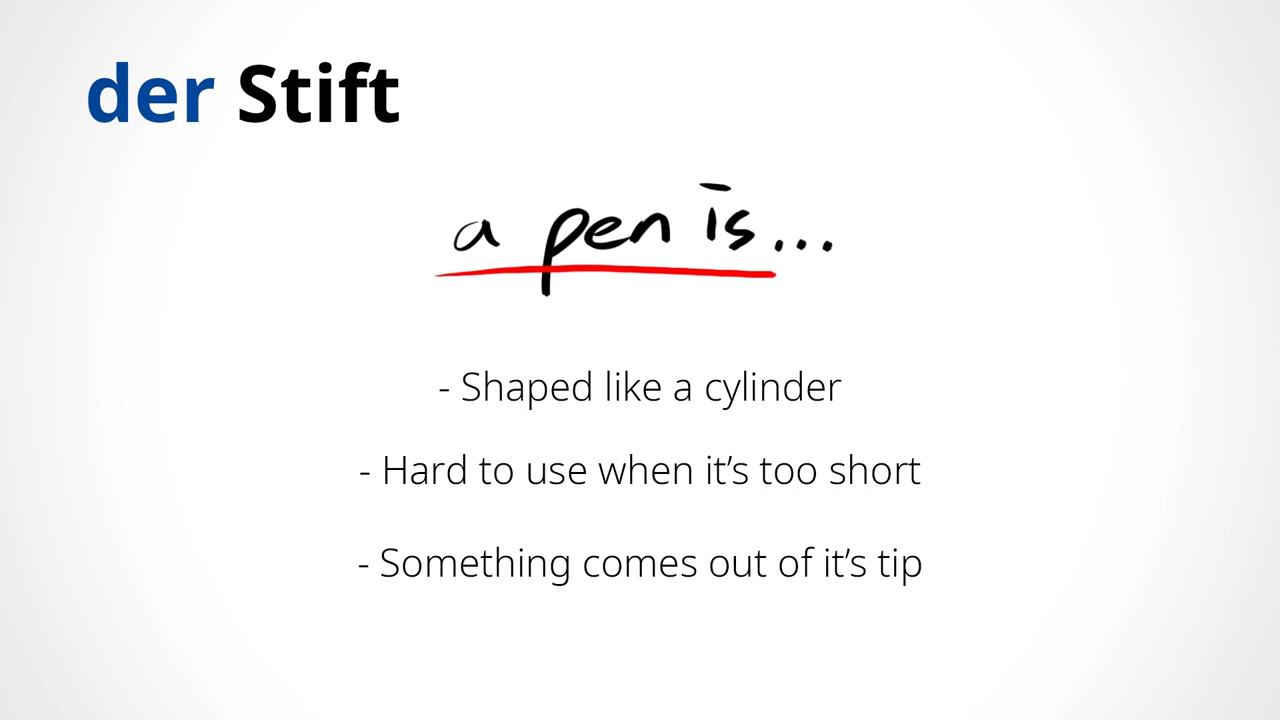 der Stift
a pen is...
- Shaped like a cylinder
- Hard to use when it’s too short
- Something comes out of it’s tip